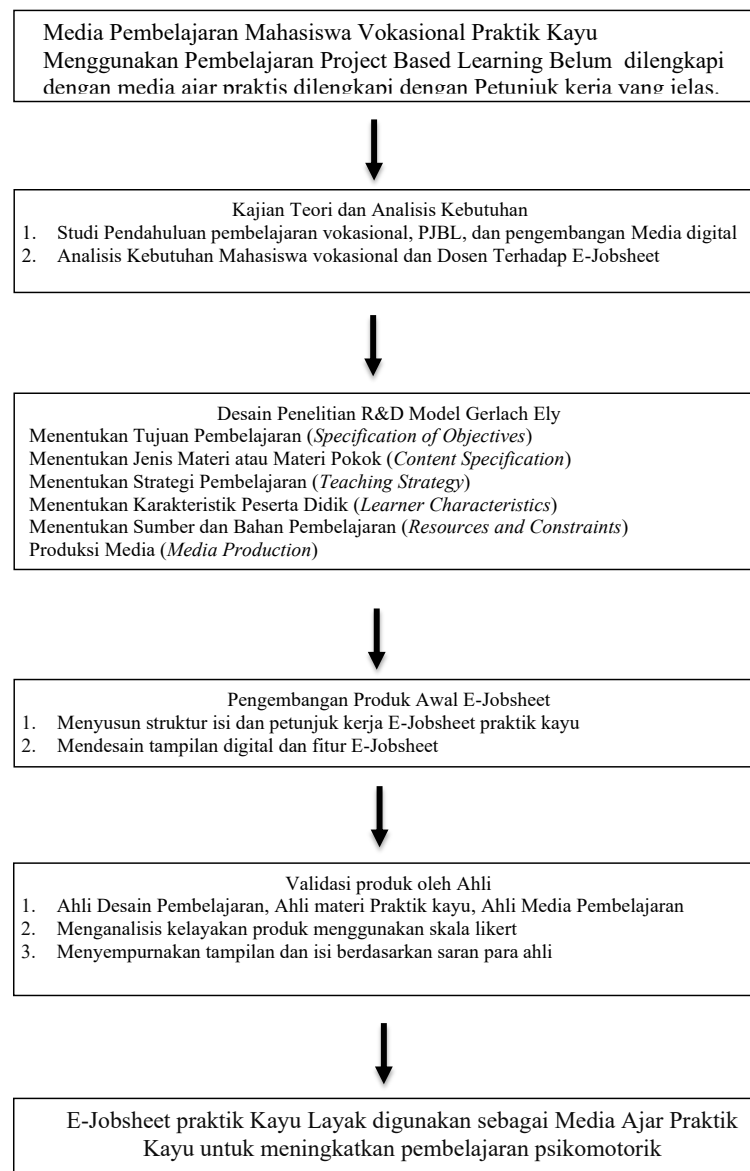 Media Pembelajaran Mahasiswa Vokasional Praktik Kayu
Menggunakan Pembelajaran Project Based Learning Belum dilengkapi
dengan media ajar praktis dilengkapi dengan Petunjuk kerja yang jelas.
Kajian Teori dan Analisis Kebutuhan
1. Studi Pendahuluan pembelajaran vokasional, PJBL, dan pengembangan Media digital
2. Analisis Kebutuhan Mahasiswa vokasional dan Dosen Terhadap E-Jobsheet
Desain Penelitian R&D Model Gerlach Ely
Menentukan Tujuan Pembelajaran (Specification of Objectives)
Menentukan Jenis Materi atau Materi Pokok (Content Specification)
Menentukan Strategi Pembelajaran (Teaching Strategy)
Menentukan Karakteristik Peserta Didik (Learner Characteristics)
Menentukan Sumber dan Bahan Pembelajaran (Resources and Constraints)
Produksi Media (Media Production)
Pengembangan Produk Awal E-Jobsheet
1. Menyusun struktur isi dan petunjuk kerja E-Jobsheet praktik kayu
2. Mendesain tampilan digital dan fitur E-Jobsheet
Validasi produk oleh Ahli
1. Ahli Desain Pembelajaran, Ahli materi Praktik kayu, Ahli Media Pembelajaran
2. Menganalisis kelayakan produk menggunakan skala likert
3. Menyempurnakan tampilan dan isi berdasarkan saran para ahli
E-Jobsheet praktik Kayu Layak digunakan sebagai Media Ajar Praktik
Kayu untuk meningkatkan pembelajaran psikomotorik